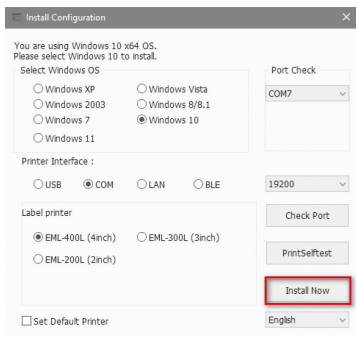 Install Configuration
You are using Windows 10 x64 OS.
Please select Windows 10 to install.
Select Windows OS
Port Check
Windows XP
Windows Vista
COM7
Windows 2003
Windows 8/8.1
Windows 7
Windows 10
Windows 11
Printer Interface :
USB
COM
LAN
BLE
19200
Label printer
Check Port
EML-400L (4inch)
EML-300L (3inch)
EML-200L (2inch)
PrintSelftest
Install Now
Set Default Printer
English